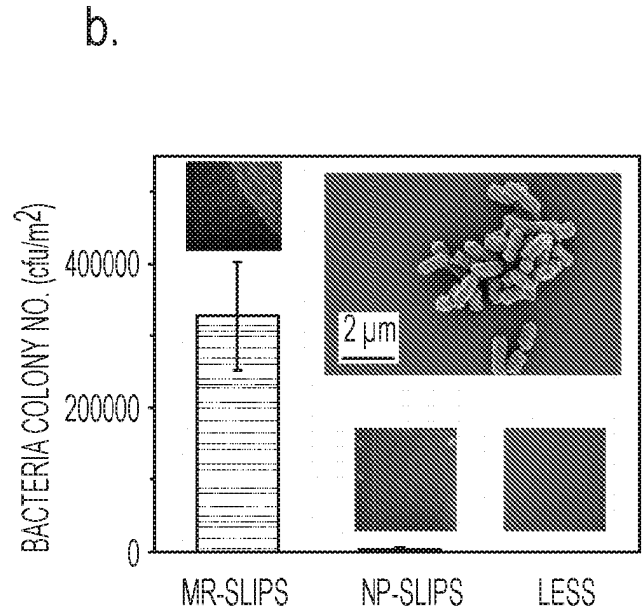 b.
BACTERIA COLONY NO. (cfu/m²)
400000
200000
0
2 µm
MR-SLIPS NP-SLIPS LESS